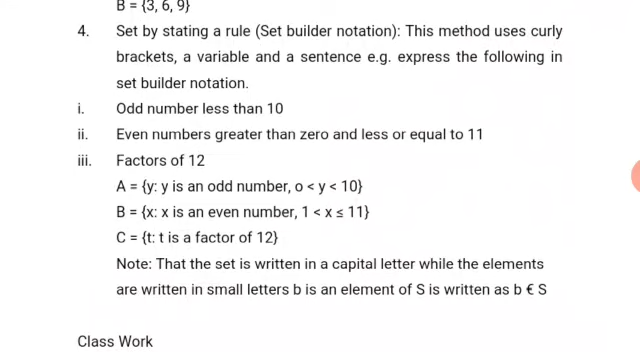 B = {3, 6, 9}
4. Set by stating a rule (Set builder notation): This method uses curly
brackets, a variable and a sentence e.g. express the following in
set builder notation.
i. Odd number less than 10
ii. Even numbers greater than zero and less or equal to 11
iii. Factors of 12
A = {y: y is an odd number, o < y < 10}
B = {x: x is an even number, 1 < x ≤ 11}
C = {t: t is a factor of 12}
Note: That the set is written in a capital letter while the elements
are written in small letters b is an element of S is written as b € S
Class Work